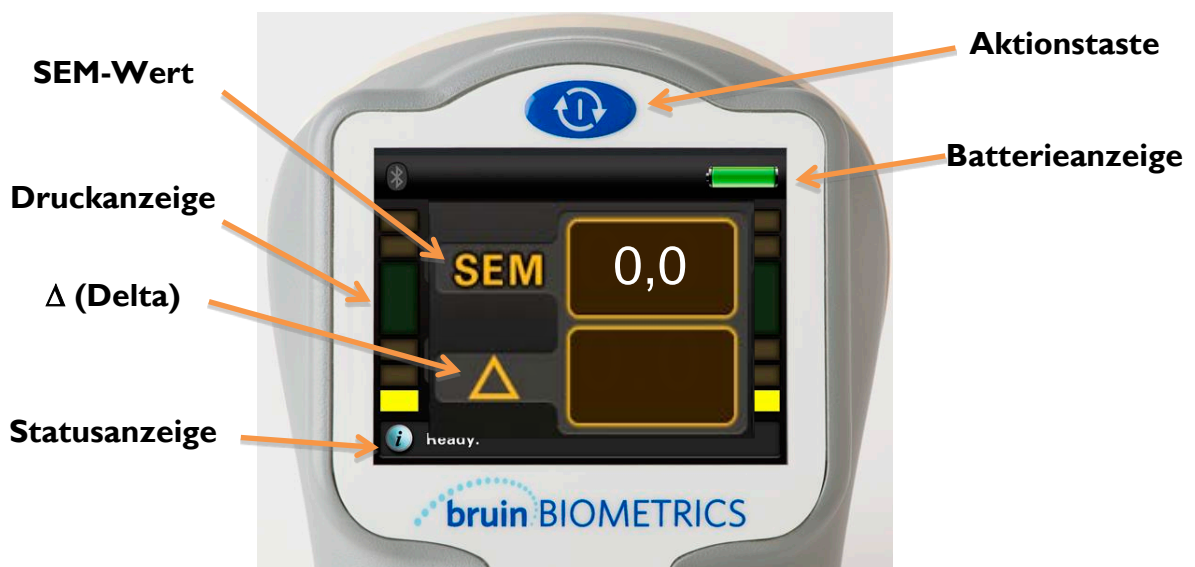 Aktionstaste
SEM-Wert
Batterieanzeige
Druckanzeige
SEM 0,0
Δ (Delta)
Δ
Statusanzeige
i Ready.
bruin BIOMETRICS